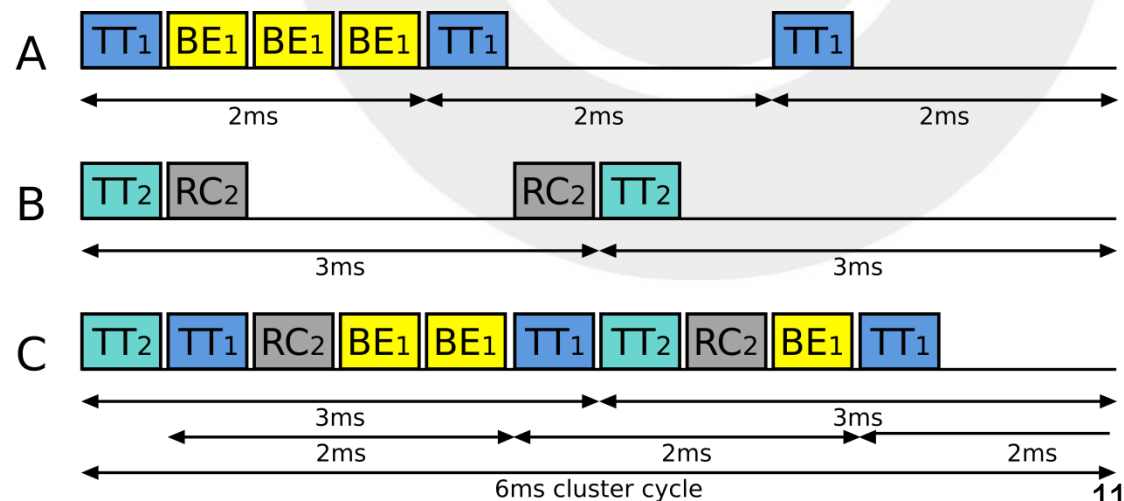 A TT1 BE1 BE1 BE1 TT1 TT1
2ms 2ms 2ms
B TT2 RC2 RC2 TT2
3ms 3ms
C TT2 TT1 RC2 BE1 BE1 TT1 TT2 RC2 BE1 TT1
3ms 3ms
2ms 2ms 2ms
6ms cluster cycle
11